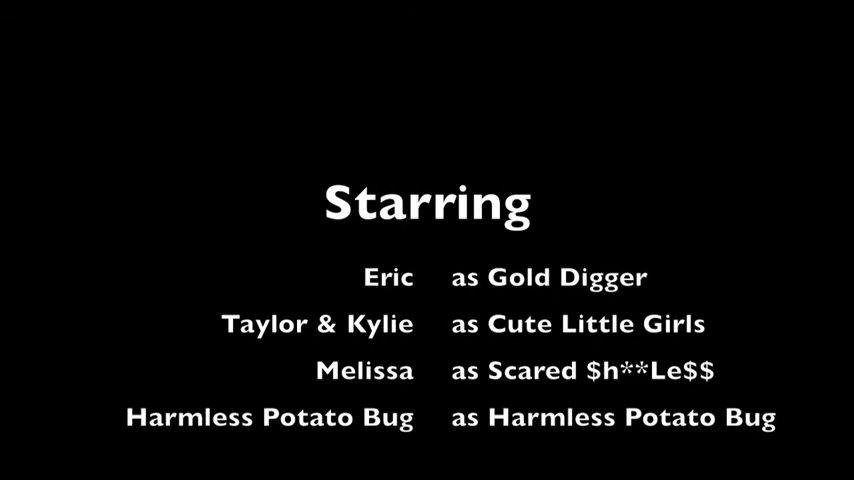 Starring
Eric as Gold Digger
Taylor & Kylie as Cute Little Girls
Melissa as Scared $h**Le$$
Harmless Potato Bug as Harmless Potato Bug